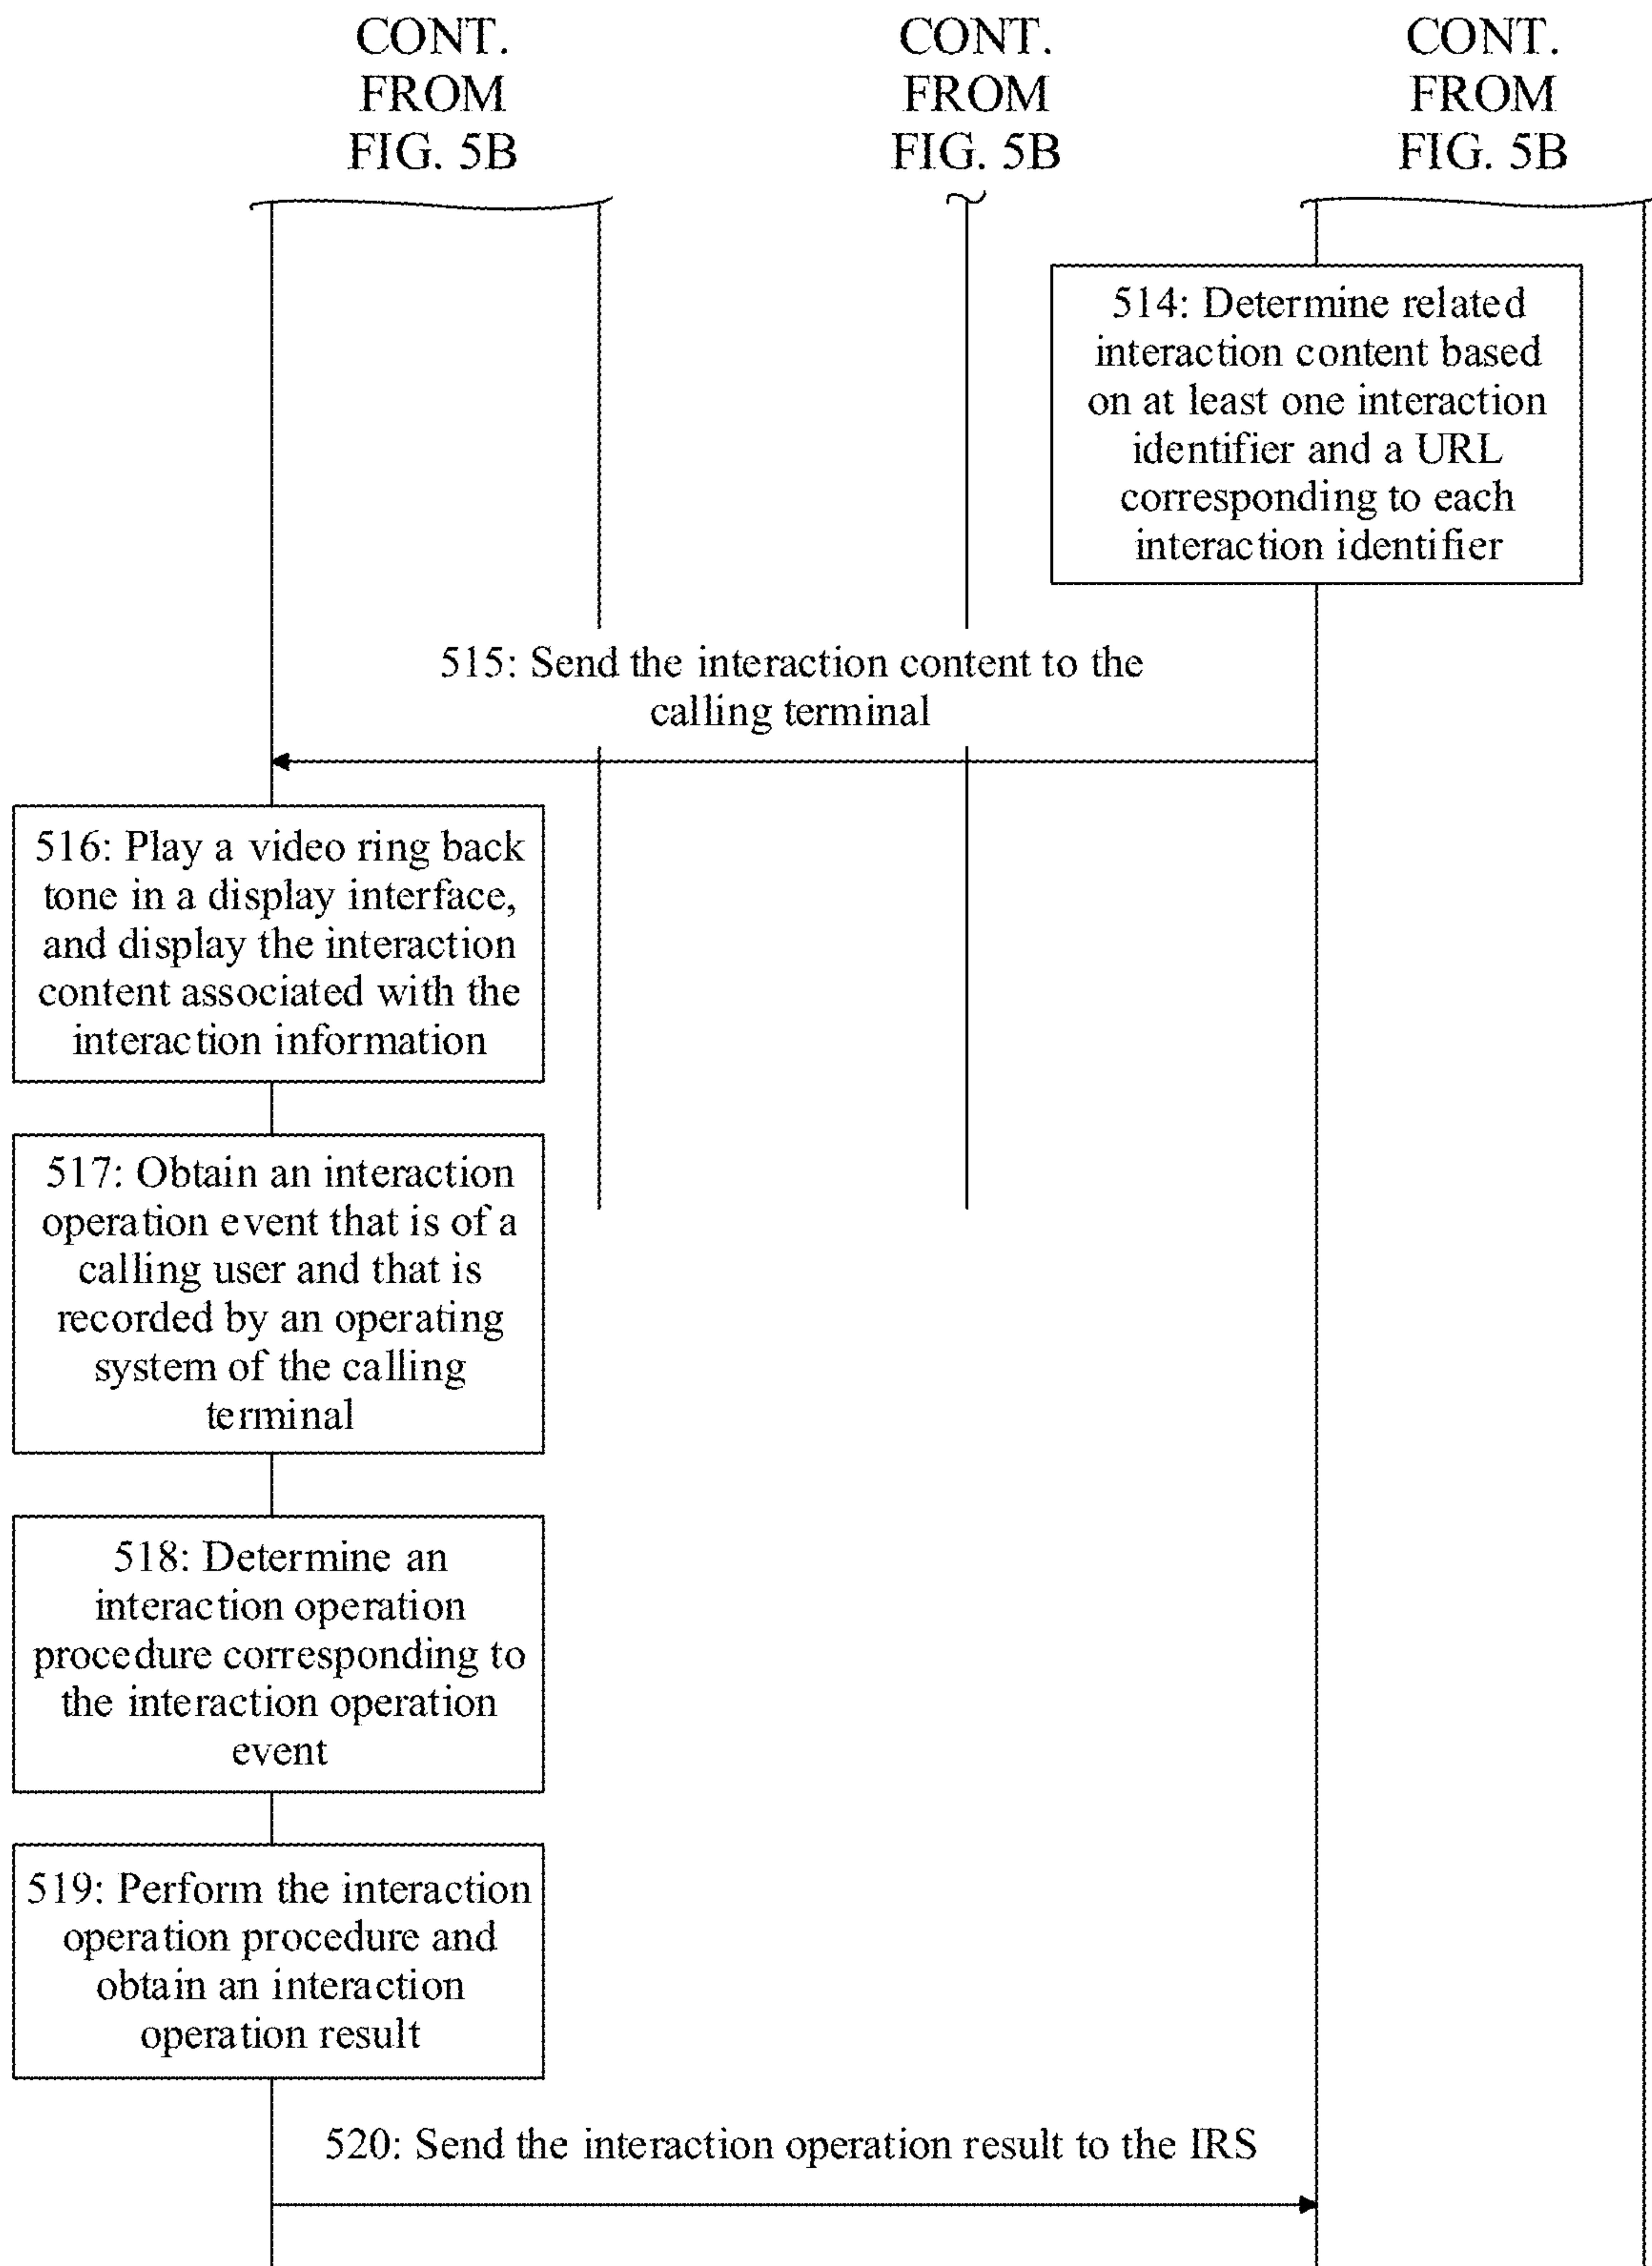 CONT.
FROM
FIG. 5B
CONT.
FROM
FIG. 5B
CONT.
FROM
FIG. 5B
514: Determine related
interaction content based
on at least one interaction
identifier and a URL
corresponding to each
interaction identifier
515: Send the interaction content to the
calling terminal
516: Play a video ring back
tone in a display interface,
and display the interaction
content associated with the
interaction information
517: Obtain an interaction
operation event that is of a
calling user and that is
recorded by an operating
system of the calling
terminal
518: Determine an
interaction operation
procedure corresponding to
the interaction operation
event
519: Perform the interaction
operation procedure and
obtain an interaction
operation result
520: Send the interaction operation result to the IRS